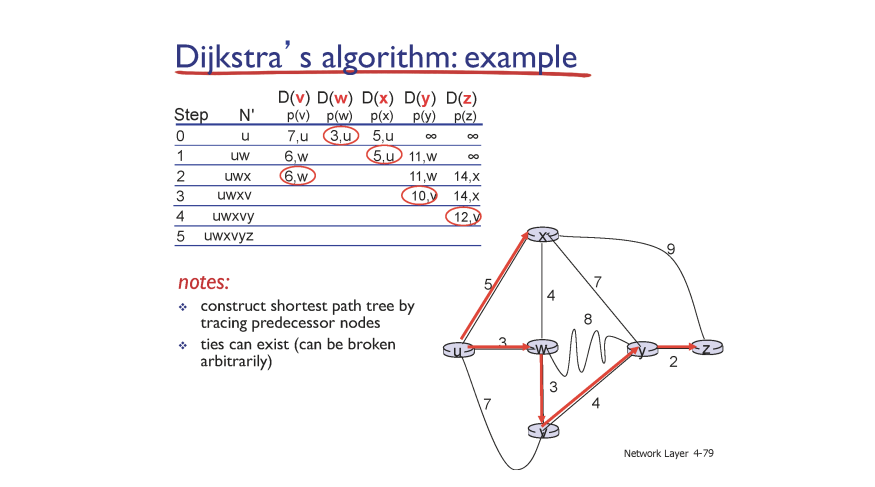 Dijkstra’s algorithm: example
D(v) D(w) D(x) D(y) D(z)
Step N' p(v) p(w) p(x) p(y) p(z)
0 u 7,u 3,u 5,u ∞ ∞
1 uw 6,w 5,u 11,w ∞
2 uwx 6,w 11,w 14,x
3 uwxv 10,v 14,x
4 uwxvy 12,y
5 uwxvyz
notes:
construct shortest path tree by
tracing predecessor nodes
ties can exist (can be broken
arbitrarily)
x
9
5
7
4
8
u
3
w
y
z
2
3
7
4
v
Network Layer 4-79